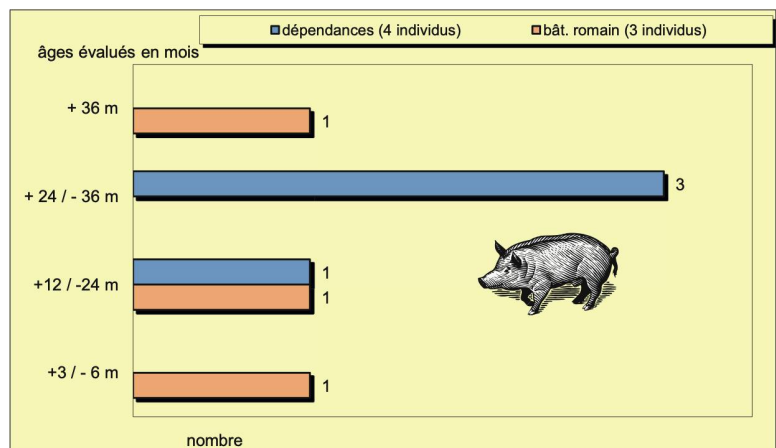 dépendances (4 individus) bât. romain (3 individus)
âges évalués en mois
+ 36 m 1
+ 24 / - 36 m 3
+12 / -24 m 1
1
+3 / - 6 m 1
nombre